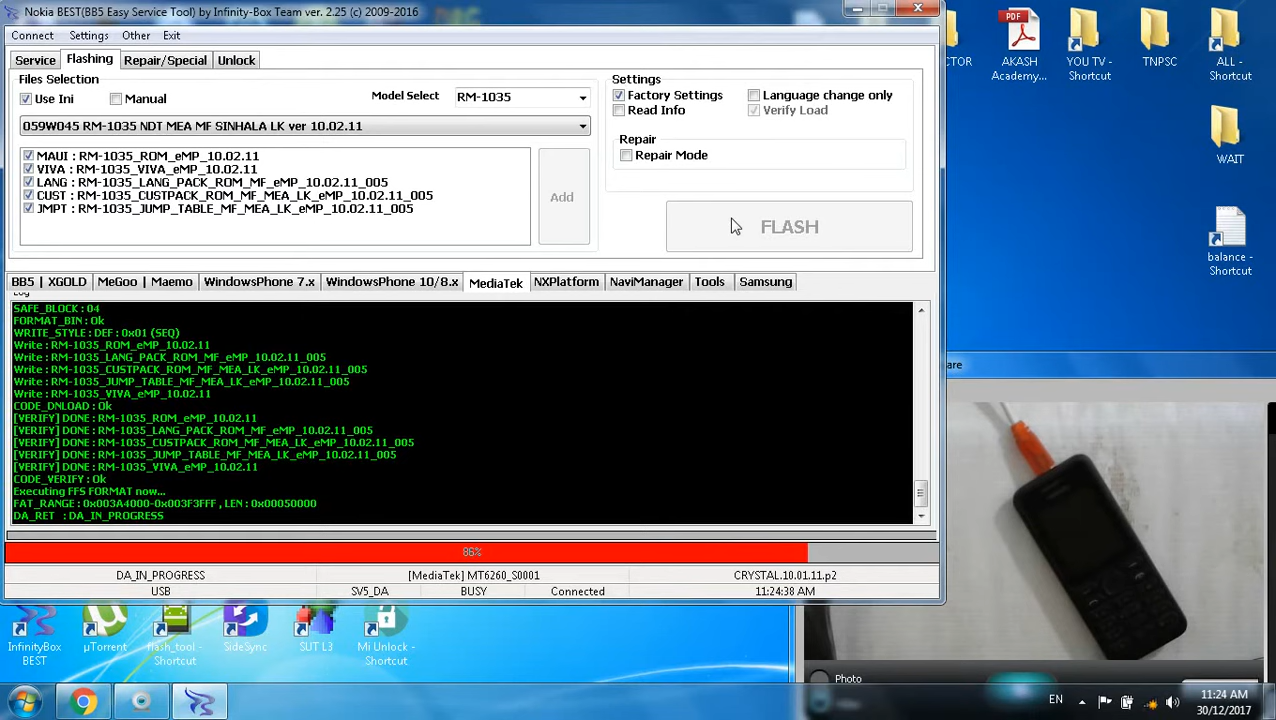 Nokia BEST(BB5 Easy Service Tool) by Infinity-Box Team ver. 2.25 (c) 2009-2016
Connect Settings Other Exit
Service Flashing Repair/Special Unlock
Files Selection
Use Ini Manual Model Select RM-1035
059W045 RM-1035 NDT MEA MF SINHALA LK ver 10.02.11
MAUI : RM-1035_ROM_eMP_10.02.11
VIVA : RM-1035_VIVA_eMP_10.02.11
LANG : RM-1035_LANG_PACK_ROM_MF_eMP_10.02.11_005
CUST : RM-1035_CUSTPACK_ROM_MF_MEA_LK_eMP_10.02.11_005
JMPT : RM-1035_JUMP_TABLE_MF_MEA_LK_eMP_10.02.11_005
Add
Settings
Factory Settings Language change only
Read Info Verify Load
Repair
Repair Mode
FLASH
BB5 | XGOLD MeGoo | Maemo WindowsPhone 7.x WindowsPhone 10/8.x MediaTek NXPlatform NaviManager Tools Samsung
Log
SAFE_BLOCK : 04
FORMAT_BIN : Ok
WRITE_STYLE : DEF : 0x01 (SEQ)
Write : RM-1035_ROM_eMP_10.02.11
Write : RM-1035_LANG_PACK_ROM_MF_eMP_10.02.11_005
Write : RM-1035_CUSTPACK_ROM_MF_MEA_LK_eMP_10.02.11_005
Write : RM-1035_JUMP_TABLE_MF_MEA_LK_eMP_10.02.11_005
Write : RM-1035_VIVA_eMP_10.02.11
CODE_DNLOAD : Ok
[VERIFY] DONE : RM-1035_ROM_eMP_10.02.11
[VERIFY] DONE : RM-1035_LANG_PACK_ROM_MF_eMP_10.02.11_005
[VERIFY] DONE : RM-1035_CUSTPACK_ROM_MF_MEA_LK_eMP_10.02.11_005
[VERIFY] DONE : RM-1035_JUMP_TABLE_MF_MEA_LK_eMP_10.02.11_005
[VERIFY] DONE : RM-1035_VIVA_eMP_10.02.11
CODE_VERIFY : Ok
Executing FFS FORMAT now...
FAT_RANGE : 0x003A4000-0x003F3FFF , LEN : 0x00050000
DA_RET : DA_IN_PROGRESS
86%
DA_IN_PROGRESS [MediaTek] MT6260_S0001 CRYSTAL.10.01.11.p2
USB SV5_DA BUSY Connected 11:24:38 AM
CTOR
PDF
AKASH
Academy...
YOU TV -
Shortcut
TNPSC
ALL -
Shortcut
WAIT
balance -
Shortcut
are
InfinityBox
BEST
µTorrent
flash_tool -
Shortcut
SideSync
SUT L3
Mi Unlock -
Shortcut
Photo
EN
11:24 AM
30/12/2017